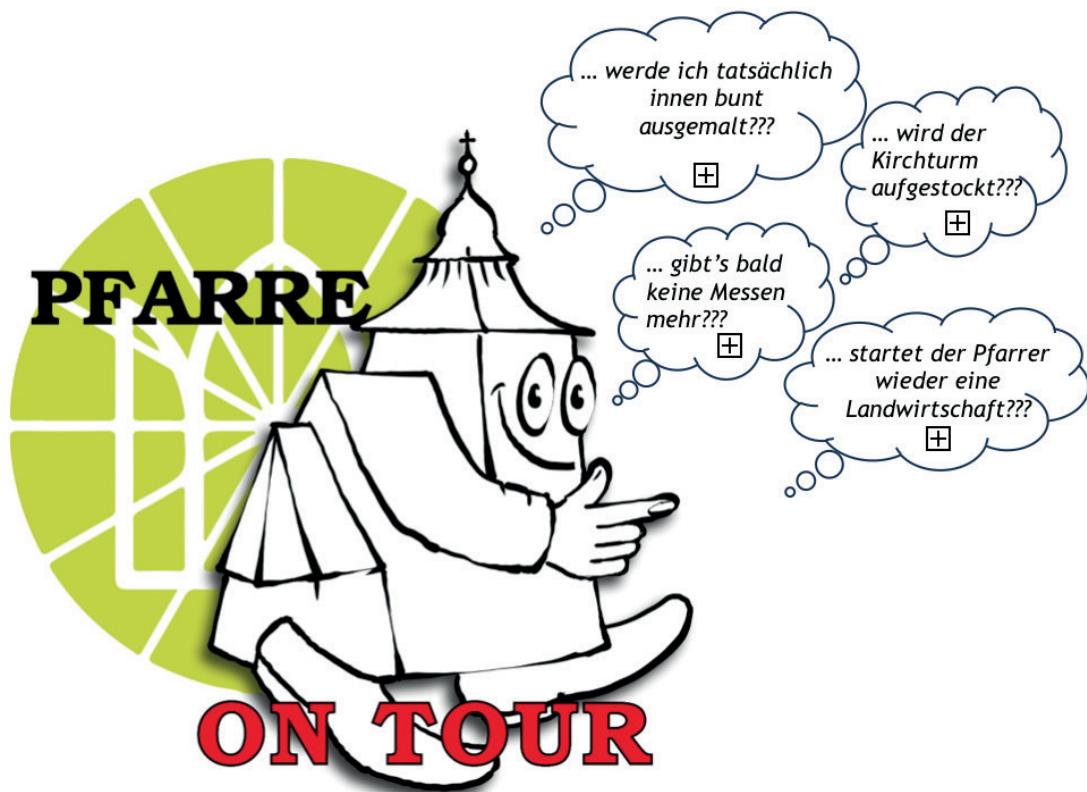 … werde ich tatsächlich
innen bunt
ausgemalt???
… wird der
Kirchturm
aufgestockt???
… gibt's bald
keine Messen
mehr???
… startet der Pfarrer
wieder eine
Landwirtschaft???
PFARRE
ON TOUR